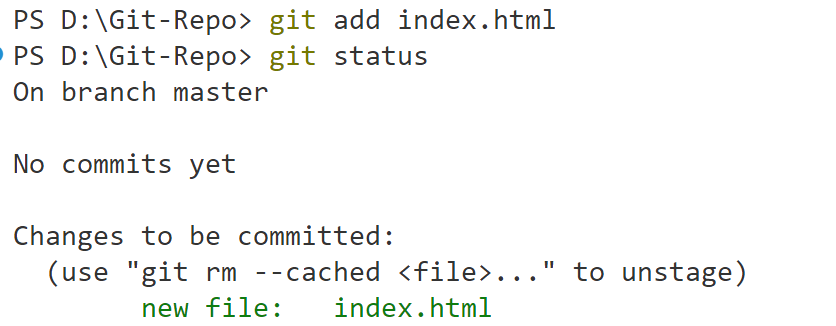 PS D:\Git-Repo> git add index.html
PS D:\Git-Repo> git status
On branch master
No commits yet
Changes to be committed:
(use "git rm --cached <file>..." to unstage)
new file: index.html